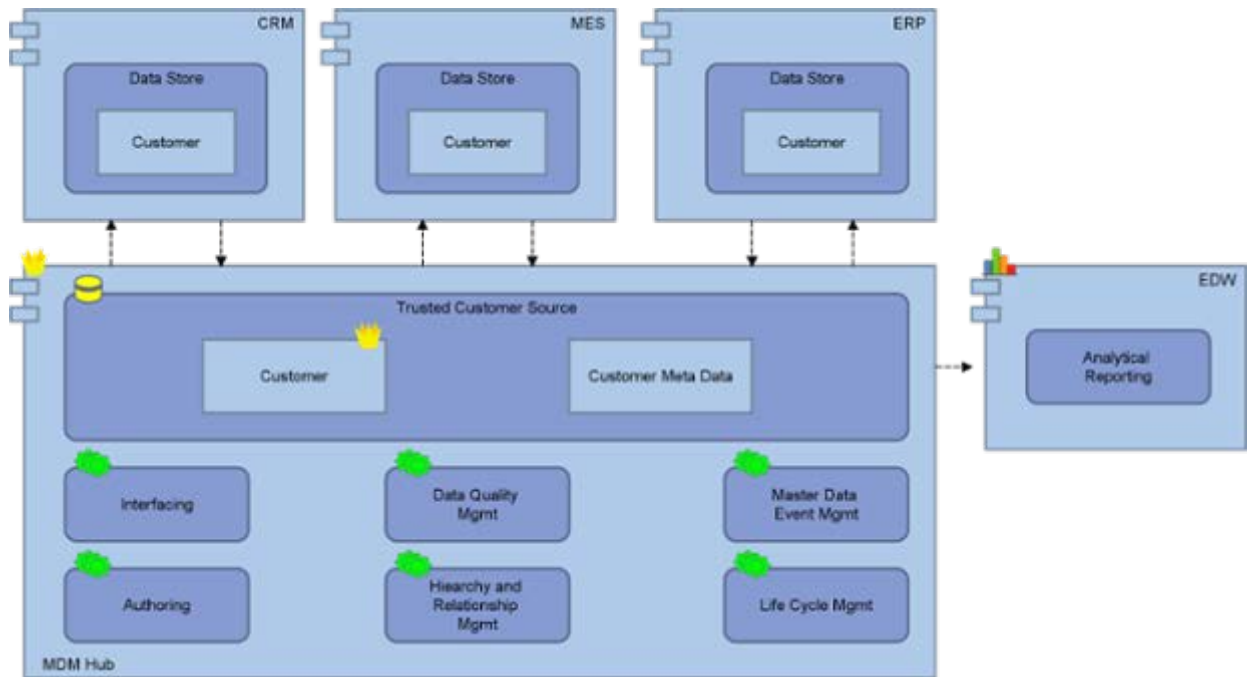 CRM
MES
ERP
Data Store
Data Store
Data Store
Customer
Customer
Customer
Trusted Customer Source
Customer
Customer Meta Data
EDW
Analytical
Reporting
Interfacing
Data Quality
Mgmt
Master Data
Event Mgmt
Authoring
Hiearchy and
Relationship
Mgmt
Life Cycle Mgmt
MDM Hub